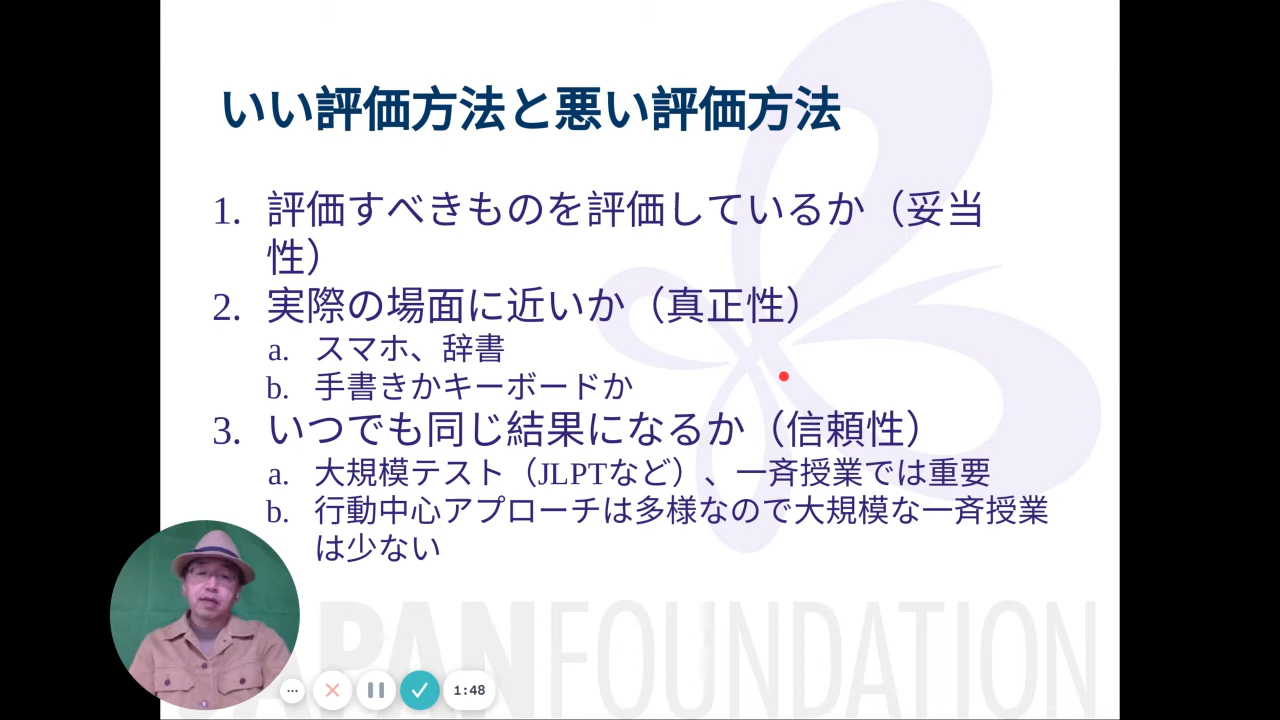 いい評価方法と悪い評価方法
1. 評価すべきものを評価しているか（妥当
性）
2. 実際の場面に近いか（真正性）
a. スマホ、辞書
b. 手書きかキーボードか
3. いつでも同じ結果になるか（信頼性）
a. 大規模テスト（JLPTなど）、一斉授業では重要
b. 行動中心アプローチは多様なので大規模な一斉授業
は少ない
JAPANFOUNDATION
1:48